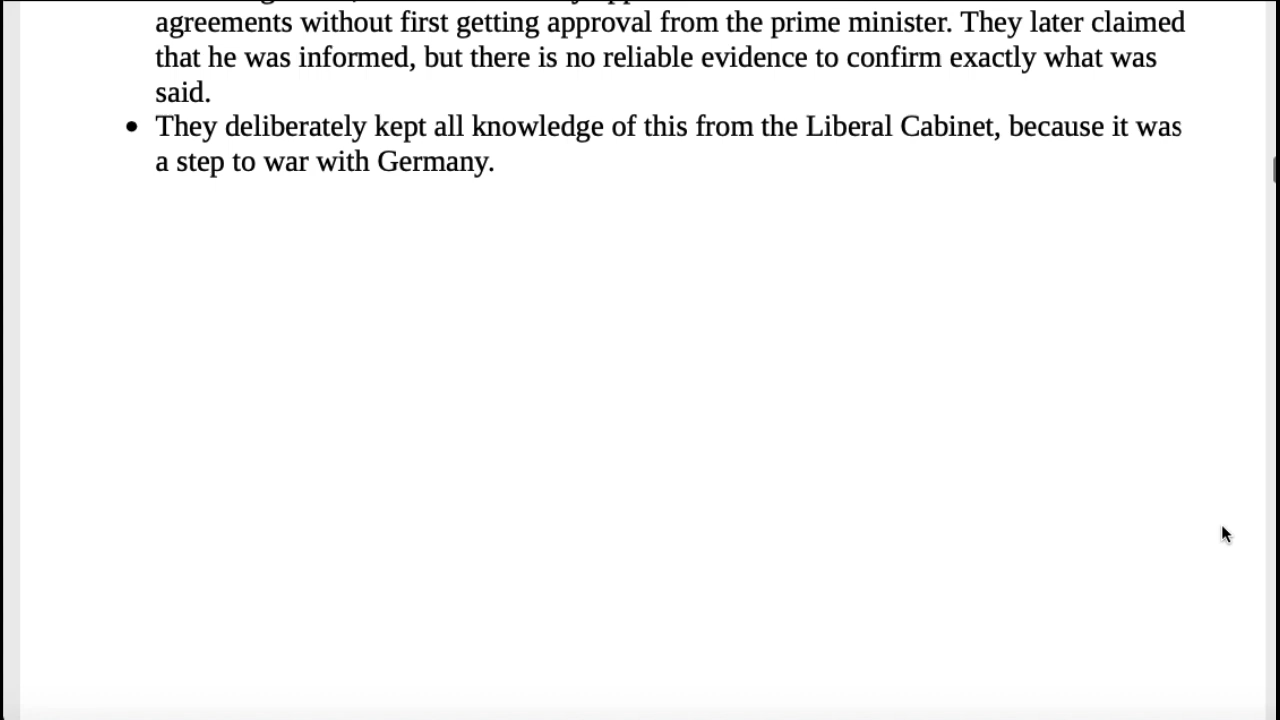 agreements without first getting approval from the prime minister. They later claimed
that he was informed, but there is no reliable evidence to confirm exactly what was
said.
• They deliberately kept all knowledge of this from the Liberal Cabinet, because it was
a step to war with Germany.